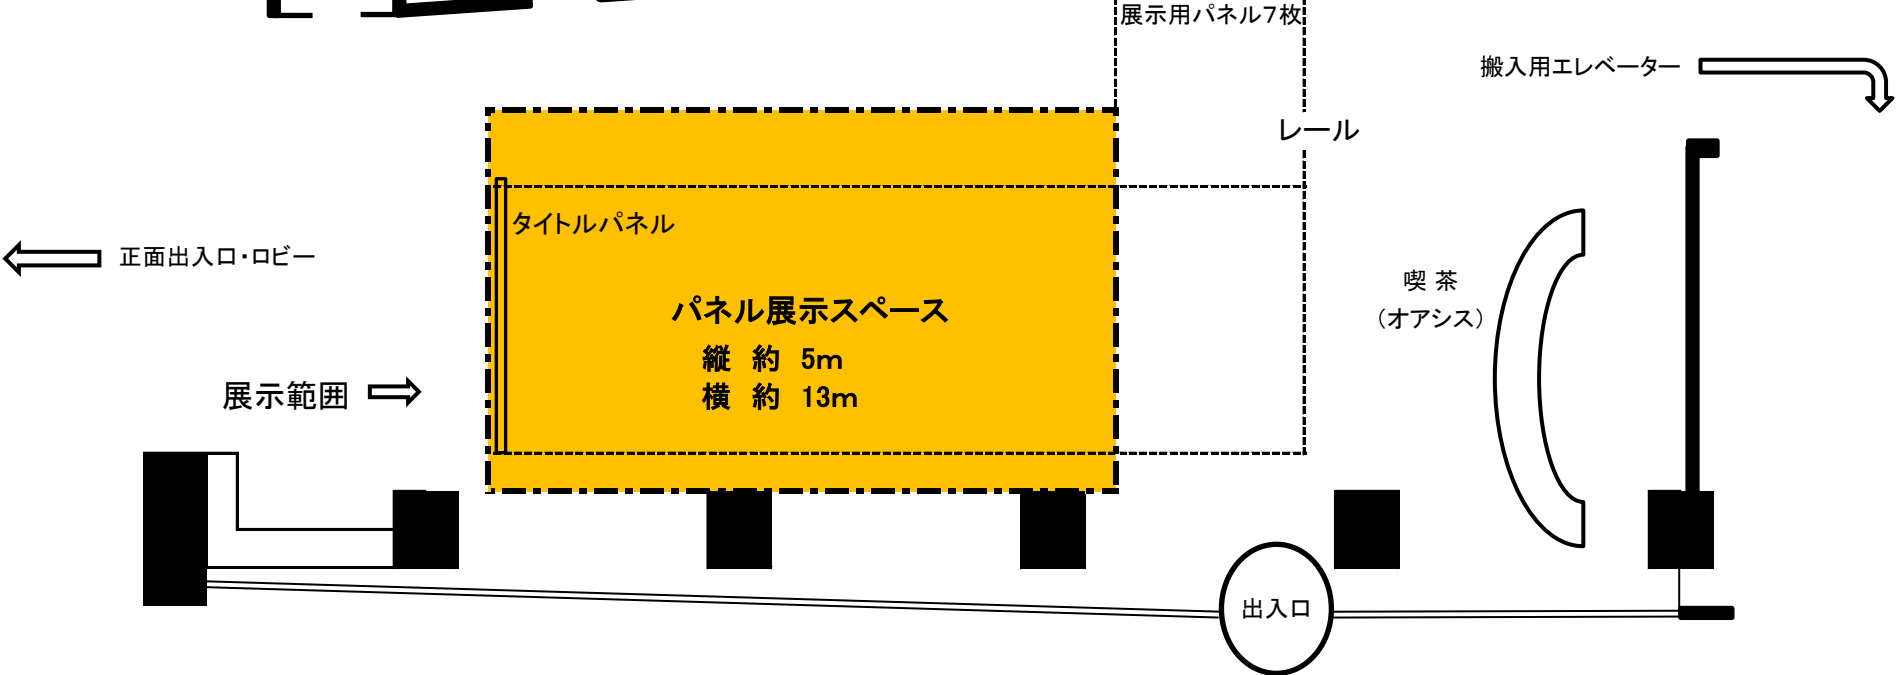 展示用パネル7枚
搬入用エレベーター
レール
タイトルパネル
正面出入口・ロビー
パネル展示スペース
縦 約 5m
横 約 13m
喫 茶
（オアシス）
展示範囲
出入口